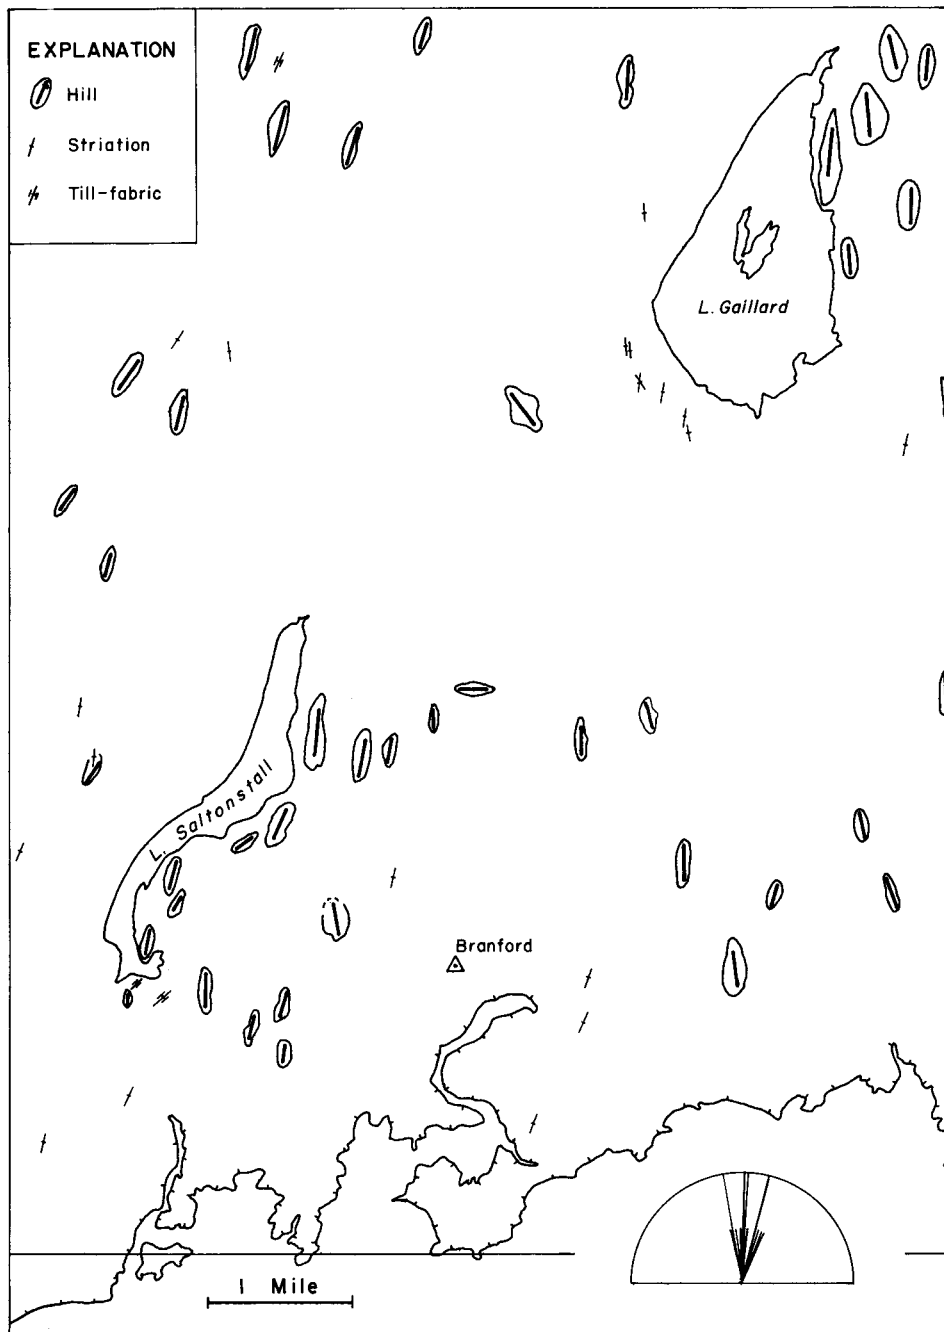 EXPLANATION
Hill
Striation
Till-fabric
L. Gaillard
L. Saltonstall
Branford
1 Mile